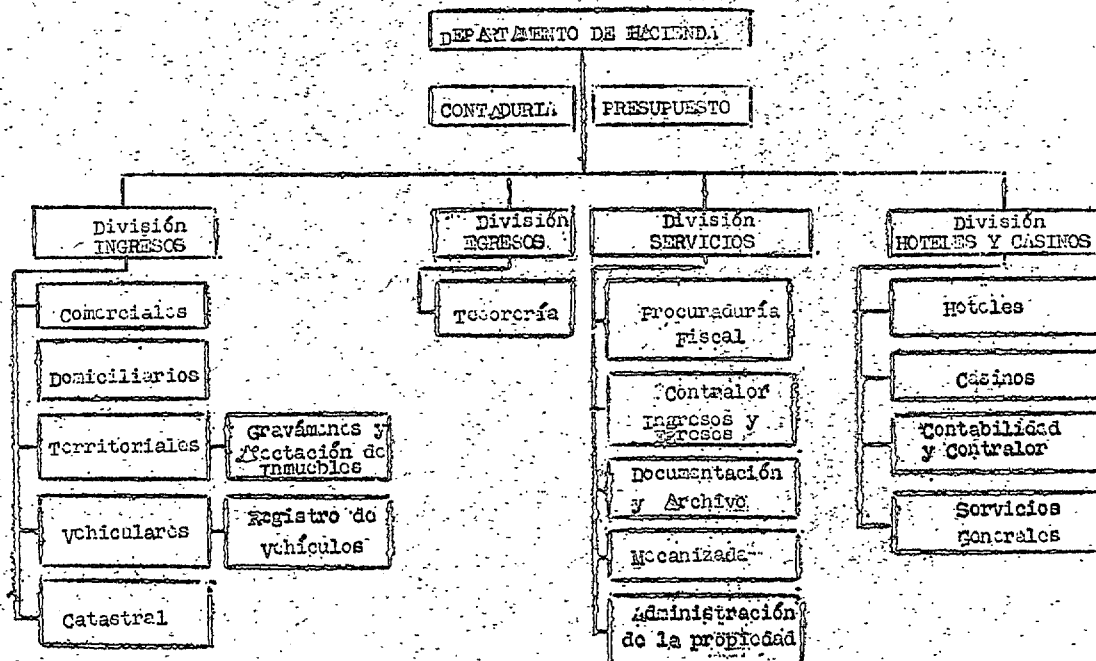 DEPARTAMENTO DE HACIENDA
CONTADURIA
PRESUPUESTO
División
INGRESOS
Comerciales
Domiciliarios
Territoriales
Gravámenes y
Afectación de
Inmuebles
Vehiculares
Registro de
Vehículos
Catastral
División
EGRESOS
Tesorería
División
SERVICIOS
Procuraduría
Fiscal
Contralor
Ingresos y
Egresos
Documentación
y Archivo
Mecanizada
Administración
de la propiedad
División
HOTELES Y CASINOS
Hoteles
Casinos
Contabilidad
y Contralor
Servicios
Generales